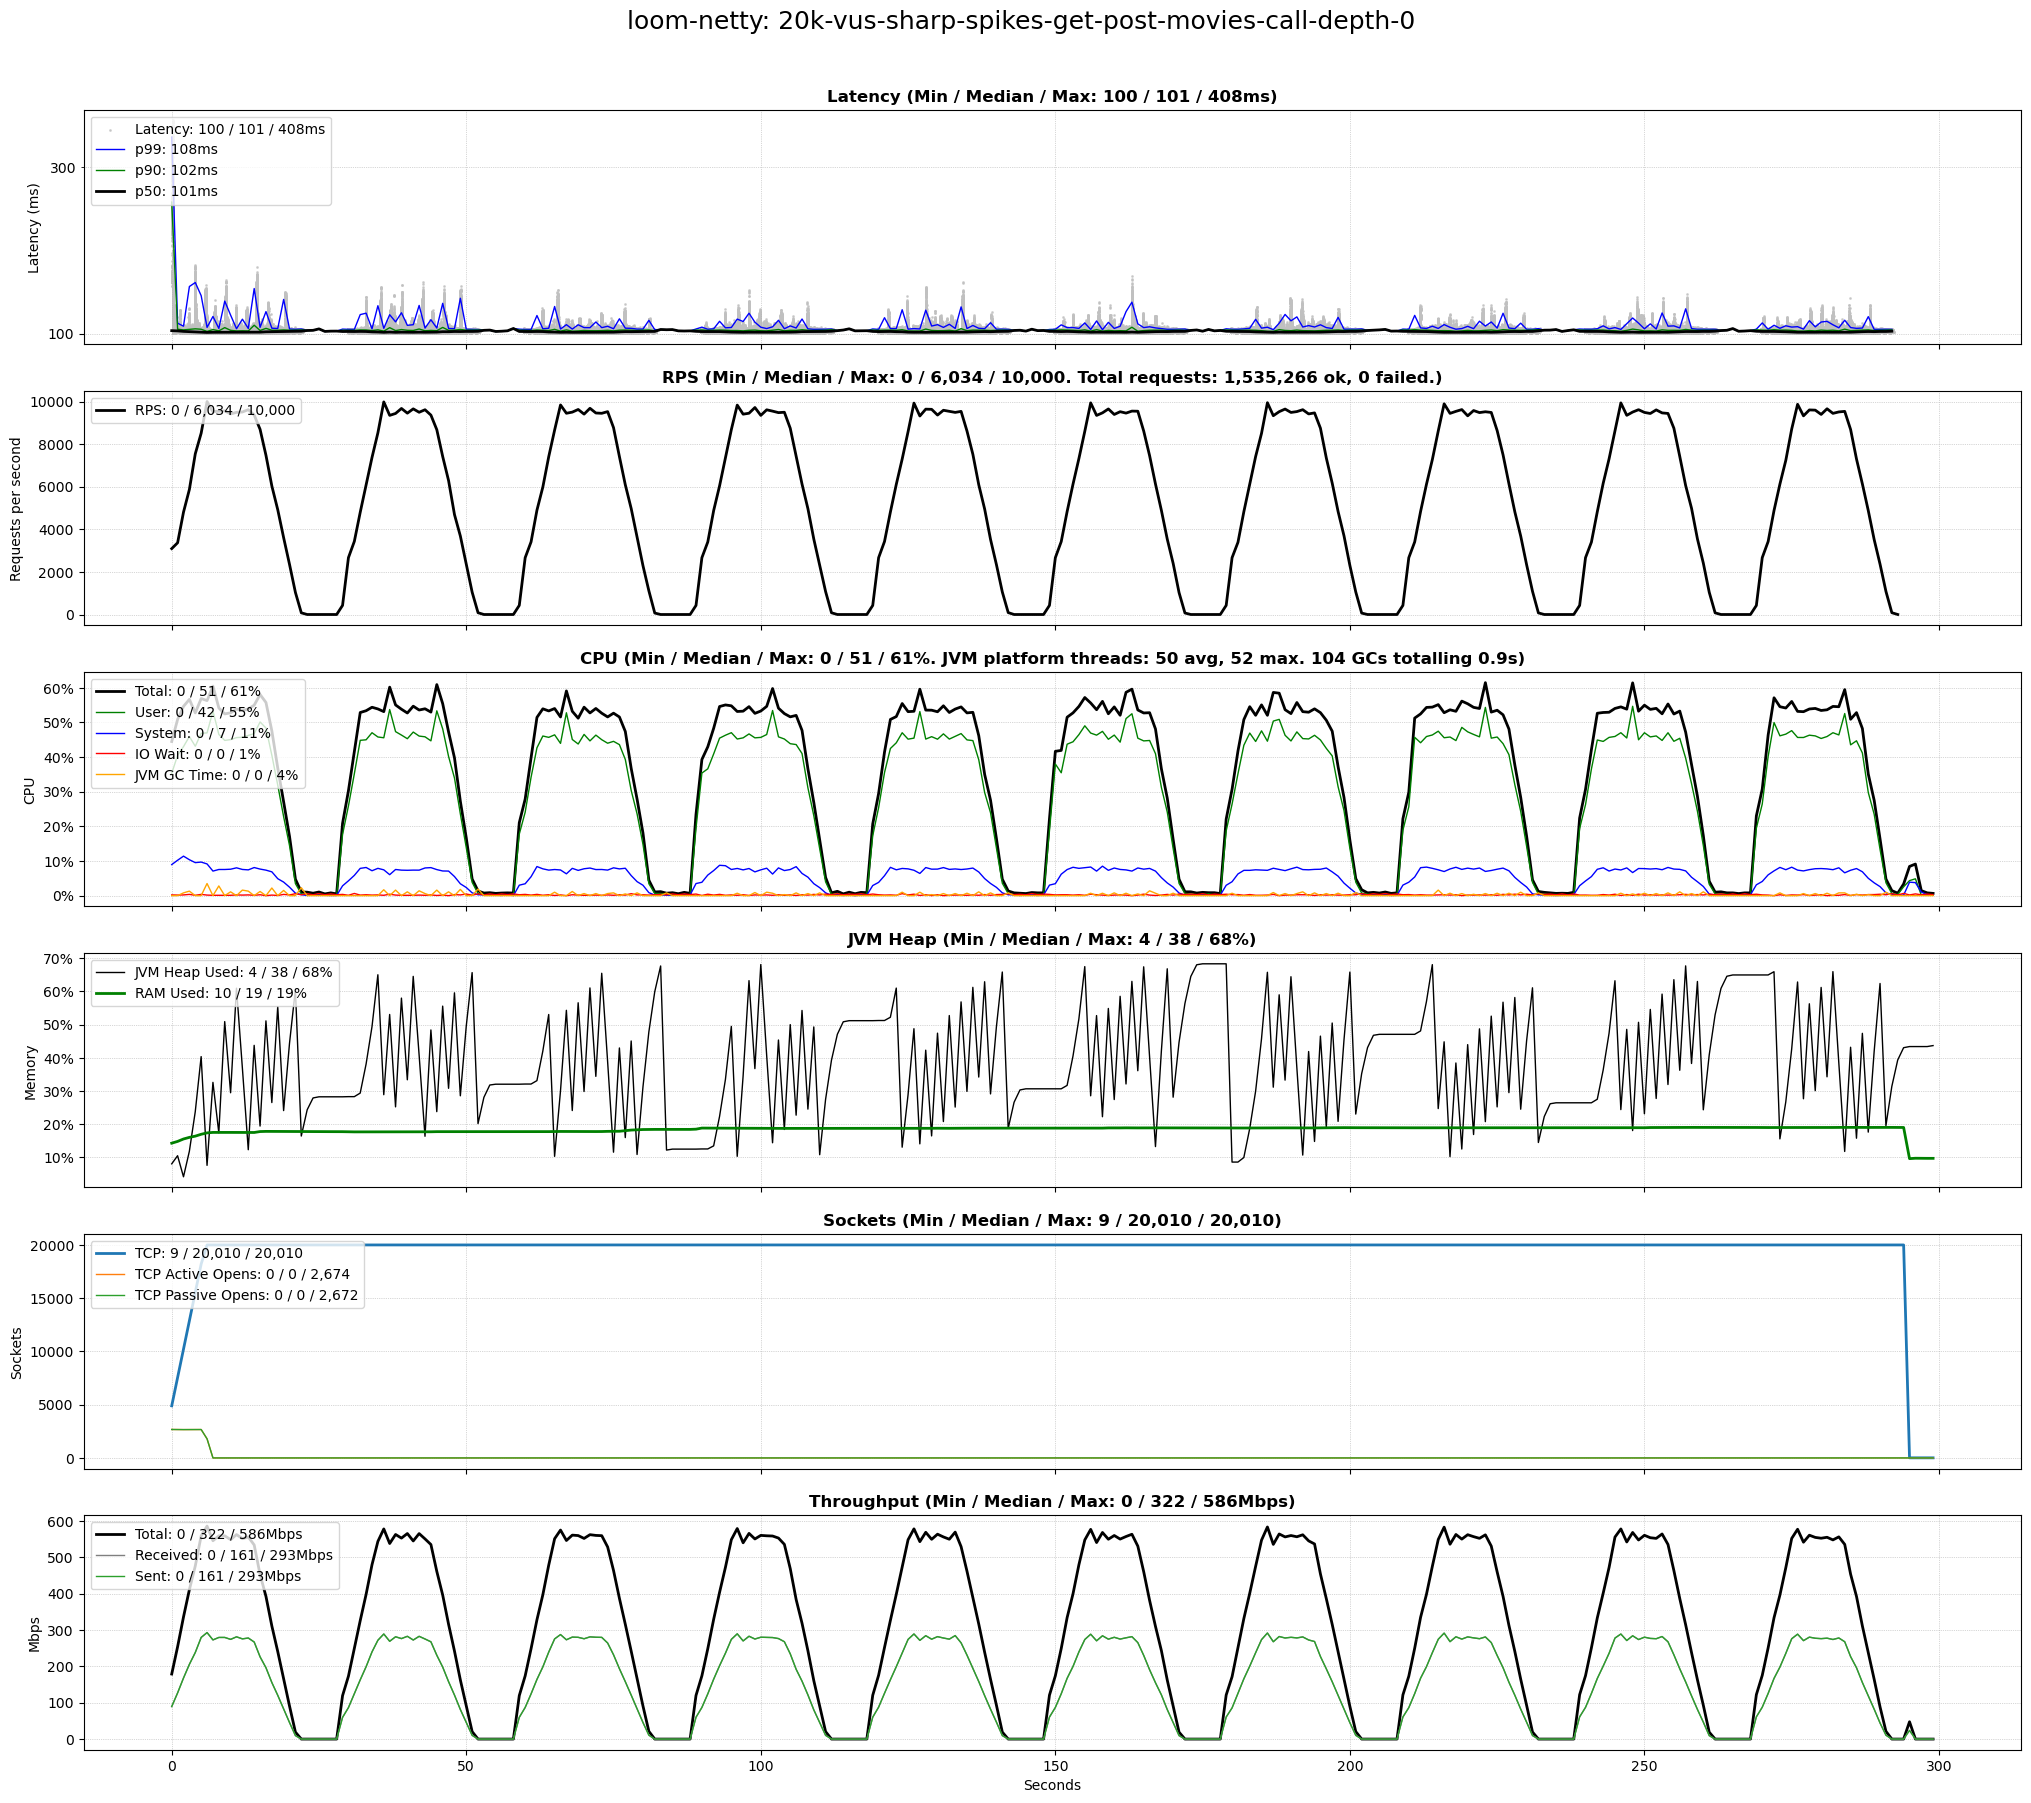 loom-netty: 20k-vus-sharp-spikes-get-post-movies-call-depth-0
Latency (Min / Median / Max: 100 / 101 / 408ms)
Latency: 100 / 101 / 408ms
p99: 108ms
p90: 102ms
p50: 101ms
300
100
Latency (ms)
RPS (Min / Median / Max: 0 / 6,034 / 10,000. Total requests: 1,535,266 ok, 0 failed.)
RPS: 0 / 6,034 / 10,000
10000
8000
6000
4000
2000
0
Requests per second
CPU (Min / Median / Max: 0 / 51 / 61%. JVM platform threads: 50 avg, 52 max. 104 GCs totalling 0.9s)
Total: 0 / 51 / 61%
User: 0 / 42 / 55%
System: 0 / 7 / 11%
IO Wait: 0 / 0 / 1%
JVM GC Time: 0 / 0 / 4%
60%
50%
40%
30%
20%
10%
0%
CPU
JVM Heap (Min / Median / Max: 4 / 38 / 68%)
JVM Heap Used: 4 / 38 / 68%
RAM Used: 10 / 19 / 19%
70%
60%
50%
40%
30%
20%
10%
Memory
Sockets (Min / Median / Max: 9 / 20,010 / 20,010)
TCP: 9 / 20,010 / 20,010
TCP Active Opens: 0 / 0 / 2,674
TCP Passive Opens: 0 / 0 / 2,672
20000
15000
10000
5000
0
Sockets
Throughput (Min / Median / Max: 0 / 322 / 586Mbps)
Total: 0 / 322 / 586Mbps
Received: 0 / 161 / 293Mbps
Sent: 0 / 161 / 293Mbps
600
500
400
300
200
100
0
Mbps
0 50 100 150 200 250 300
Seconds